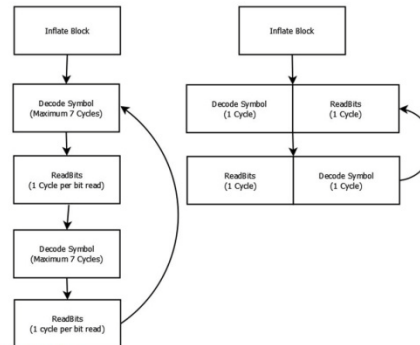 Inflate Block
Decode Symbol
(Maximum 7 Cycles)
ReadBits
(1 Cycle per bit read)
Decode Symbol
(Maximum 7 Cycles)
ReadBits
(1 cycle per bit read)
Inflate Block
Decode Symbol
(1 Cycle)
ReadBits
(1 Cycle)
ReadBits
(1 Cycle)
Decode Symbol
(1 Cycle)